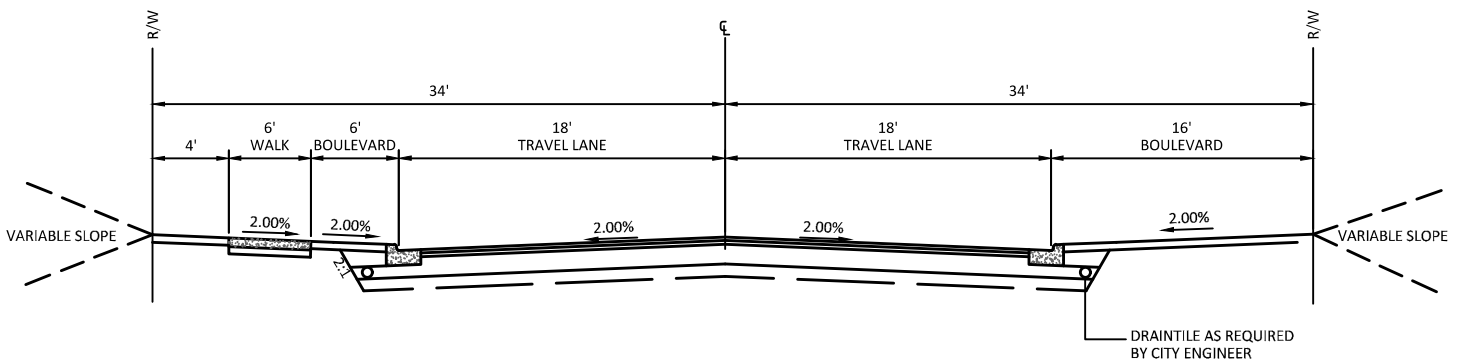 R/W
℄
R/W
34'
34'
4'
6'
WALK
6'
BOULEVARD
18'
TRAVEL LANE
18'
TRAVEL LANE
16'
BOULEVARD
VARIABLE SLOPE
2.00%
2.00%
2.00%
2.00%
2.00%
VARIABLE SLOPE
2:1
DRAINTILE AS REQUIRED
BY CITY ENGINEER